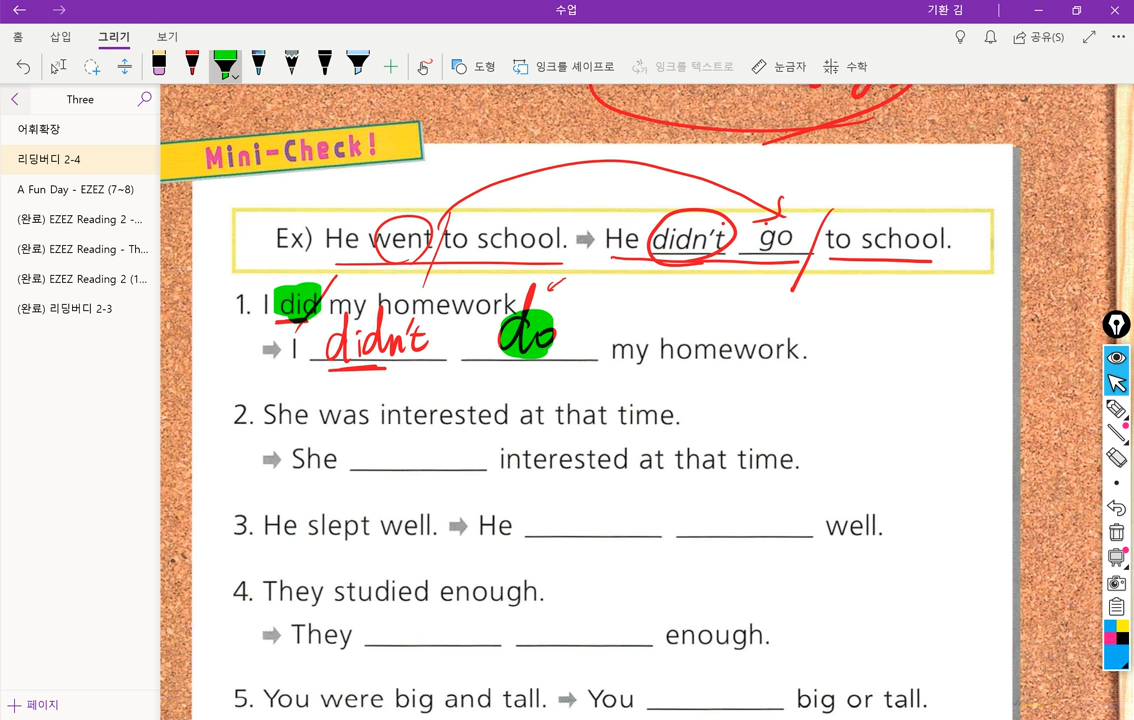 수업
기환 김
홈 삽입 그리기 보기
공유(S)
도형 잉크를 셰이프로 잉크를 텍스트로 눈금자 수학
Three
어휘확장
리딩버디 2-4
A Fun Day - EZEZ (7~8)
(완료) EZEZ Reading 2 -...
(완료) EZEZ Reading - Th...
(완료) EZEZ Reading 2 (1...
(완료) 리딩버디 2-3
페이지
Mini-Check!
Ex) He went to school. ➡ He didn't go to school.
1. I did my homework.
➡ I didn't do my homework.
2. She was interested at that time.
➡ She ________ interested at that time.
3. He slept well. ➡ He ________ ________ well.
4. They studied enough.
➡ They ________ ________ enough.
5. You were big and tall. ➡ You ________ big or tall.